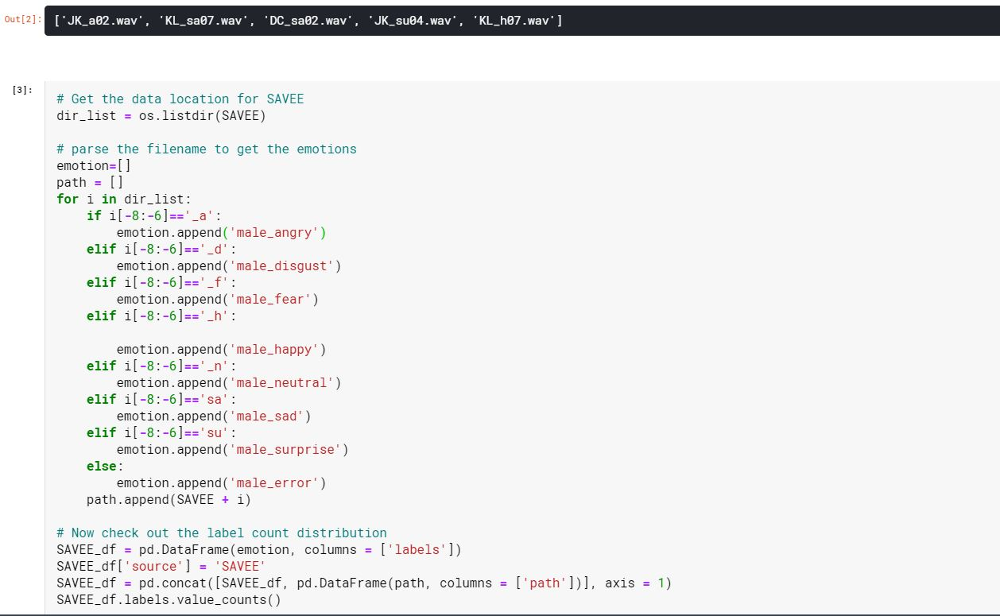 Out[2]: ['JK_a02.wav', 'KL_sa07.wav', 'DC_sa02.wav', 'JK_su04.wav', 'KL_h07.wav']
[3]:
# Get the data location for SAVEE
dir_list = os.listdir(SAVEE)

# parse the filename to get the emotions
emotion=[]
path = []
for i in dir_list:
    if i[-8:-6]=='_a':
        emotion.append('male_angry')
    elif i[-8:-6]=='_d':
        emotion.append('male_disgust')
    elif i[-8:-6]=='_f':
        emotion.append('male_fear')
    elif i[-8:-6]=='_h':

        emotion.append('male_happy')
    elif i[-8:-6]=='_n':
        emotion.append('male_neutral')
    elif i[-8:-6]=='sa':
        emotion.append('male_sad')
    elif i[-8:-6]=='su':
        emotion.append('male_surprise')
    else:
        emotion.append('male_error')
    path.append(SAVEE + i)

# Now check out the label count distribution
SAVEE_df = pd.DataFrame(emotion, columns = ['labels'])
SAVEE_df['source'] = 'SAVEE'
SAVEE_df = pd.concat([SAVEE_df, pd.DataFrame(path, columns = ['path'])], axis = 1)
SAVEE_df.labels.value_counts()